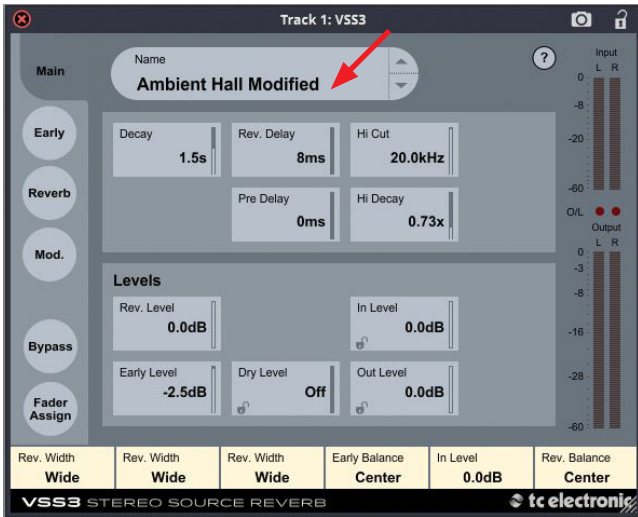 Track 1: VSS3
Main
Name
Ambient Hall Modified
?
Input
L R
0
-8
-20
-60
O/L
Output
L R
0
-3
-8
-16
-28
-60
Early
Reverb
Mod.
Bypass
Fader
Assign
Decay
1.5s
Rev. Delay
8ms
Hi Cut
20.0kHz
Pre Delay
0ms
Hi Decay
0.73x
Levels
Rev. Level
0.0dB
In Level
0.0dB
Early Level
-2.5dB
Dry Level
Off
Out Level
0.0dB
Rev. Width
Wide
Rev. Width
Wide
Rev. Width
Wide
Early Balance
Center
In Level
0.0dB
Rev. Balance
Center
VSS3 STEREO SOURCE REVERB
tc electronic